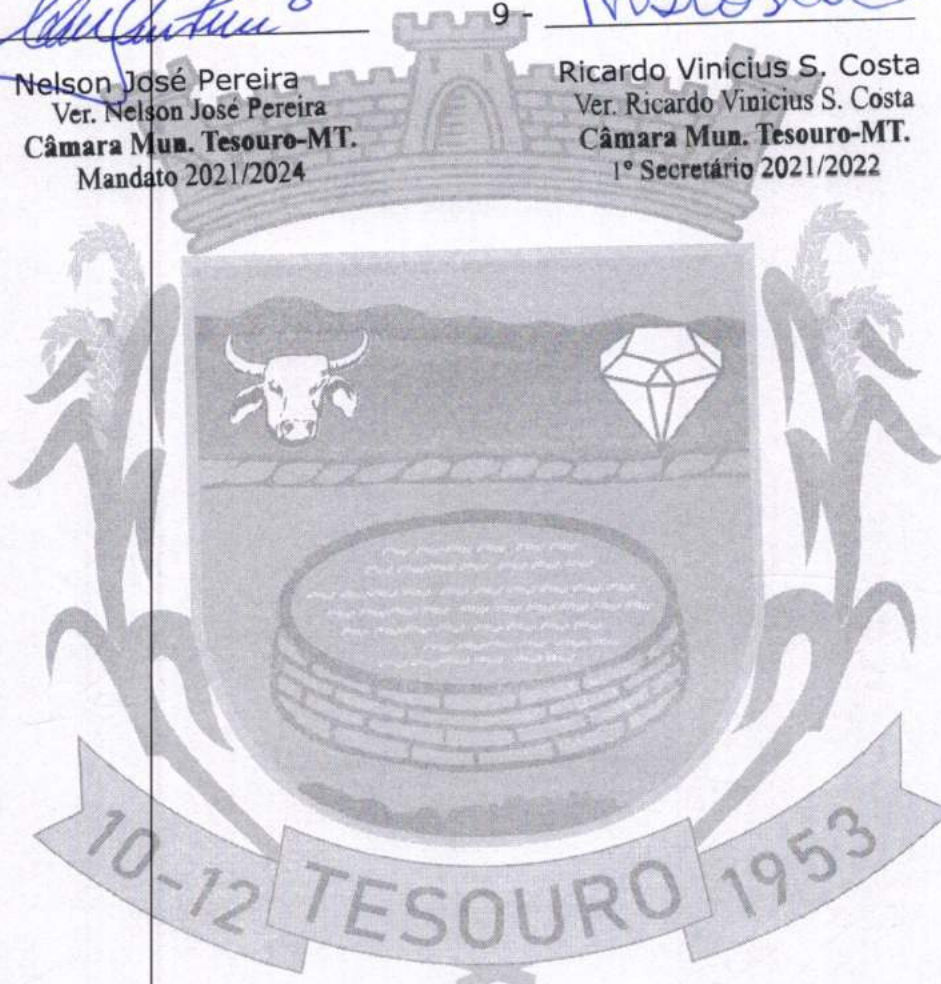 9 -
Nelson José Pereira
Ver. Nelson José Pereira
Câmara Mun. Tesouro-MT.
Mandato 2021/2024
Ricardo Vinicius S. Costa
Ver. Ricardo Vinicius S. Costa
Câmara Mun. Tesouro-MT.
1º Secretário 2021/2022
10-12 TESOURO 1953